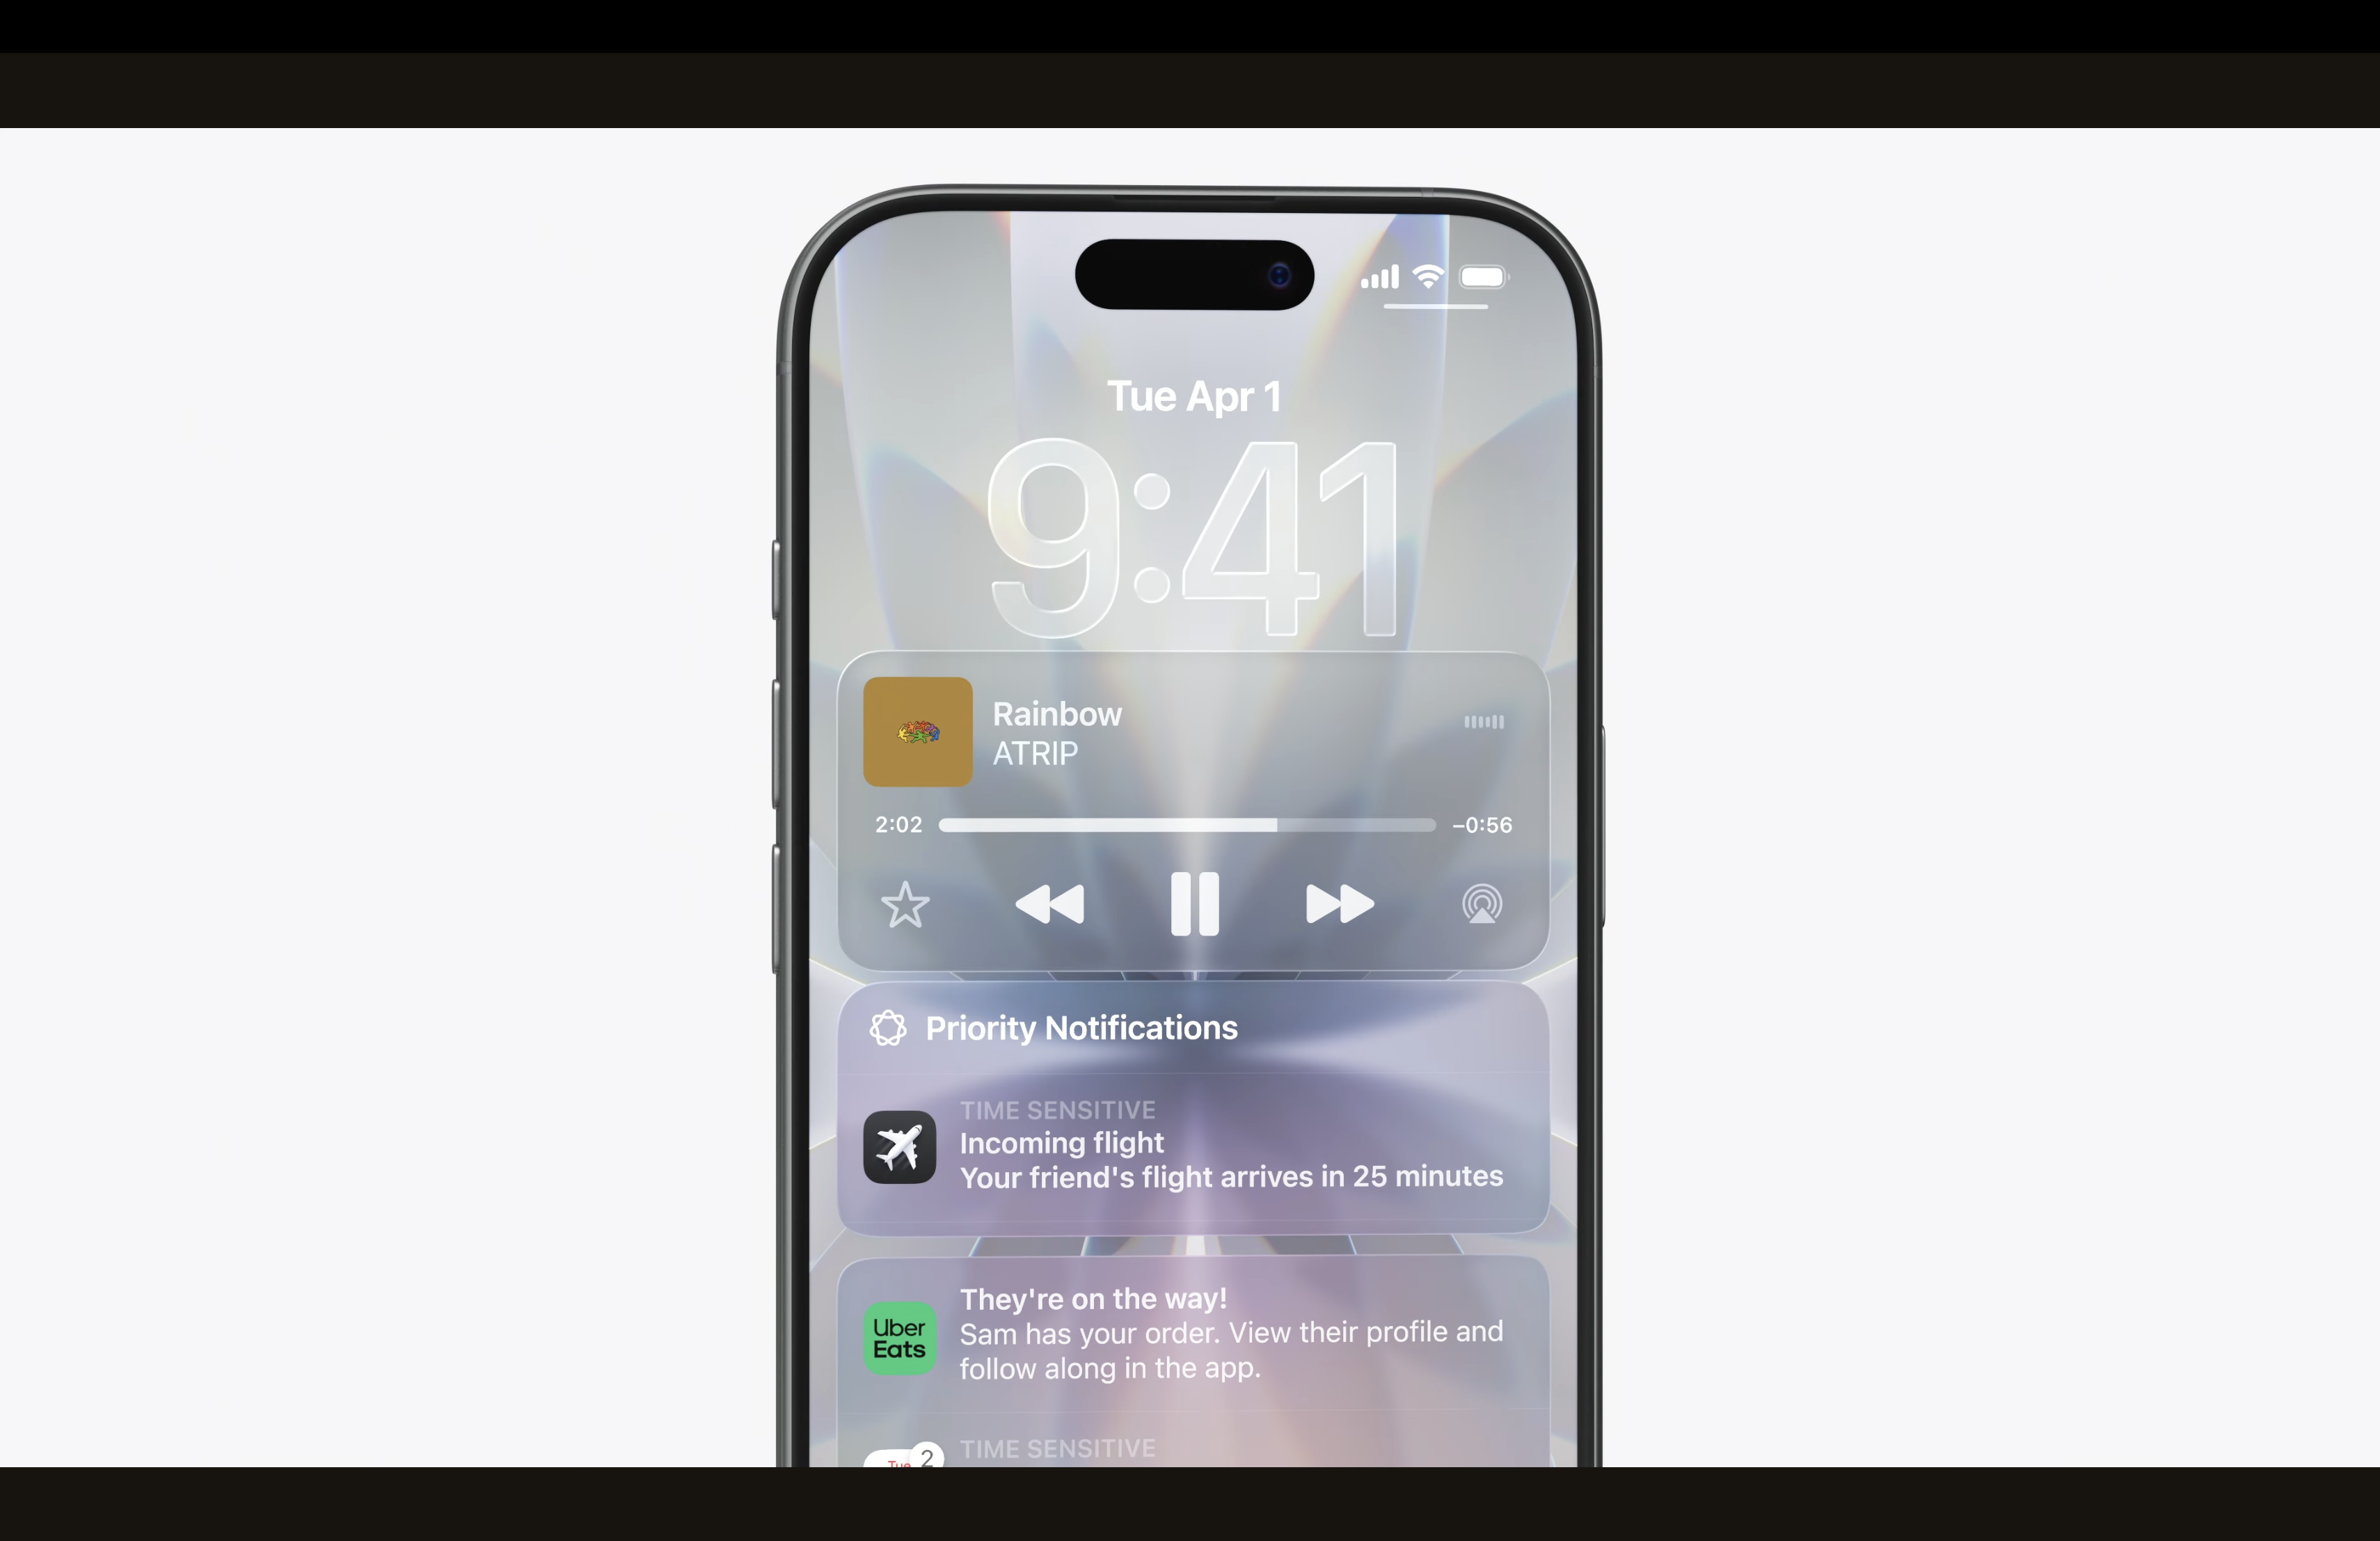 Tue Apr 1
9:41
Rainbow
ATRIP
2:02
–0:56
Priority Notifications
TIME SENSITIVE
Incoming flight
Your friend's flight arrives in 25 minutes
Uber
Eats
They're on the way!
Sam has your order. View their profile and
follow along in the app.
TIME SENSITIVE
Tue
2